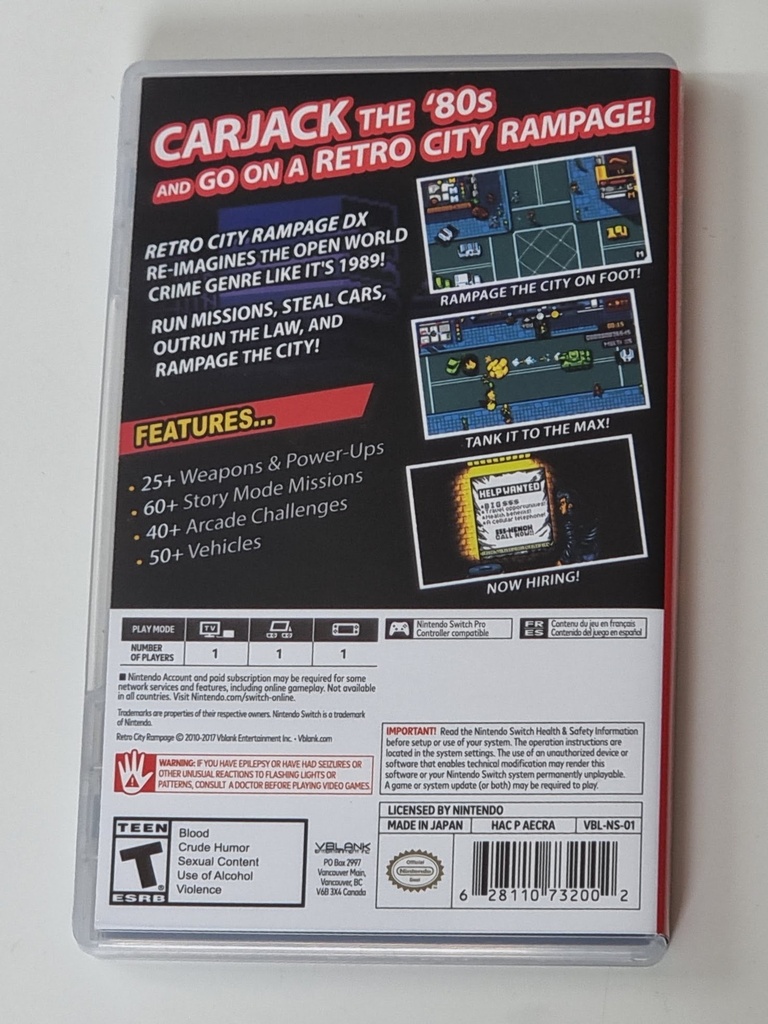 CARJACK THE '80s
AND GO ON A RETRO CITY RAMPAGE!
RETRO CITY RAMPAGE DX
RE-IMAGINES THE OPEN WORLD
CRIME GENRE LIKE IT'S 1989!
RUN MISSIONS, STEAL CARS,
OUTRUN THE LAW, AND
RAMPAGE THE CITY!
RAMPAGE THE CITY ON FOOT!
TANK IT TO THE MAX!
HELP WANTED
BIG $$$
Travel opportunities!
Health benefits!
A cellular telephone!
555-HENCH
CALL NOW!!
NOW HIRING!
FEATURES...
• 25+ Weapons & Power-Ups
• 60+ Story Mode Missions
• 40+ Arcade Challenges
• 50+ Vehicles
PLAY MODE
TV
NUMBER
OF PLAYERS
1 1 1
Nintendo Switch Pro
Controller compatible
FR Contenu du jeu en français
ES Contenido del juego en español
■ Nintendo Account and paid subscription may be required for some
network services and features, including online gameplay. Not available
in all countries. Visit Nintendo.com/switch-online.
Trademarks are properties of their respective owners. Nintendo Switch is a trademark
of Nintendo.
Retro City Rampage © 2010-2017 Vblank Entertainment Inc. • Vblank.com
WARNING: IF YOU HAVE EPILEPSY OR HAVE HAD SEIZURES OR
OTHER UNUSUAL REACTIONS TO FLASHING LIGHTS OR
PATTERNS, CONSULT A DOCTOR BEFORE PLAYING VIDEO GAMES.
IMPORTANT! Read the Nintendo Switch Health & Safety Information
before setup or use of your system. The operation instructions are
located in the system settings. The use of an unauthorized device or
software that enables technical modification may render this
software or your Nintendo Switch system permanently unplayable.
A game or system update (or both) may be required to play.
TEEN
T
ESRB
Blood
Crude Humor
Sexual Content
Use of Alcohol
Violence
VBLANK
ENTERTAINMENT INC
PO Box 2997
Vancouver Main,
Vancouver, BC
V6B 3X4 Canada
LICENSED BY NINTENDO
MADE IN JAPAN HAC P AECRA VBL-NS-01
Official
Nintendo
Seal
6 28110 73200 2